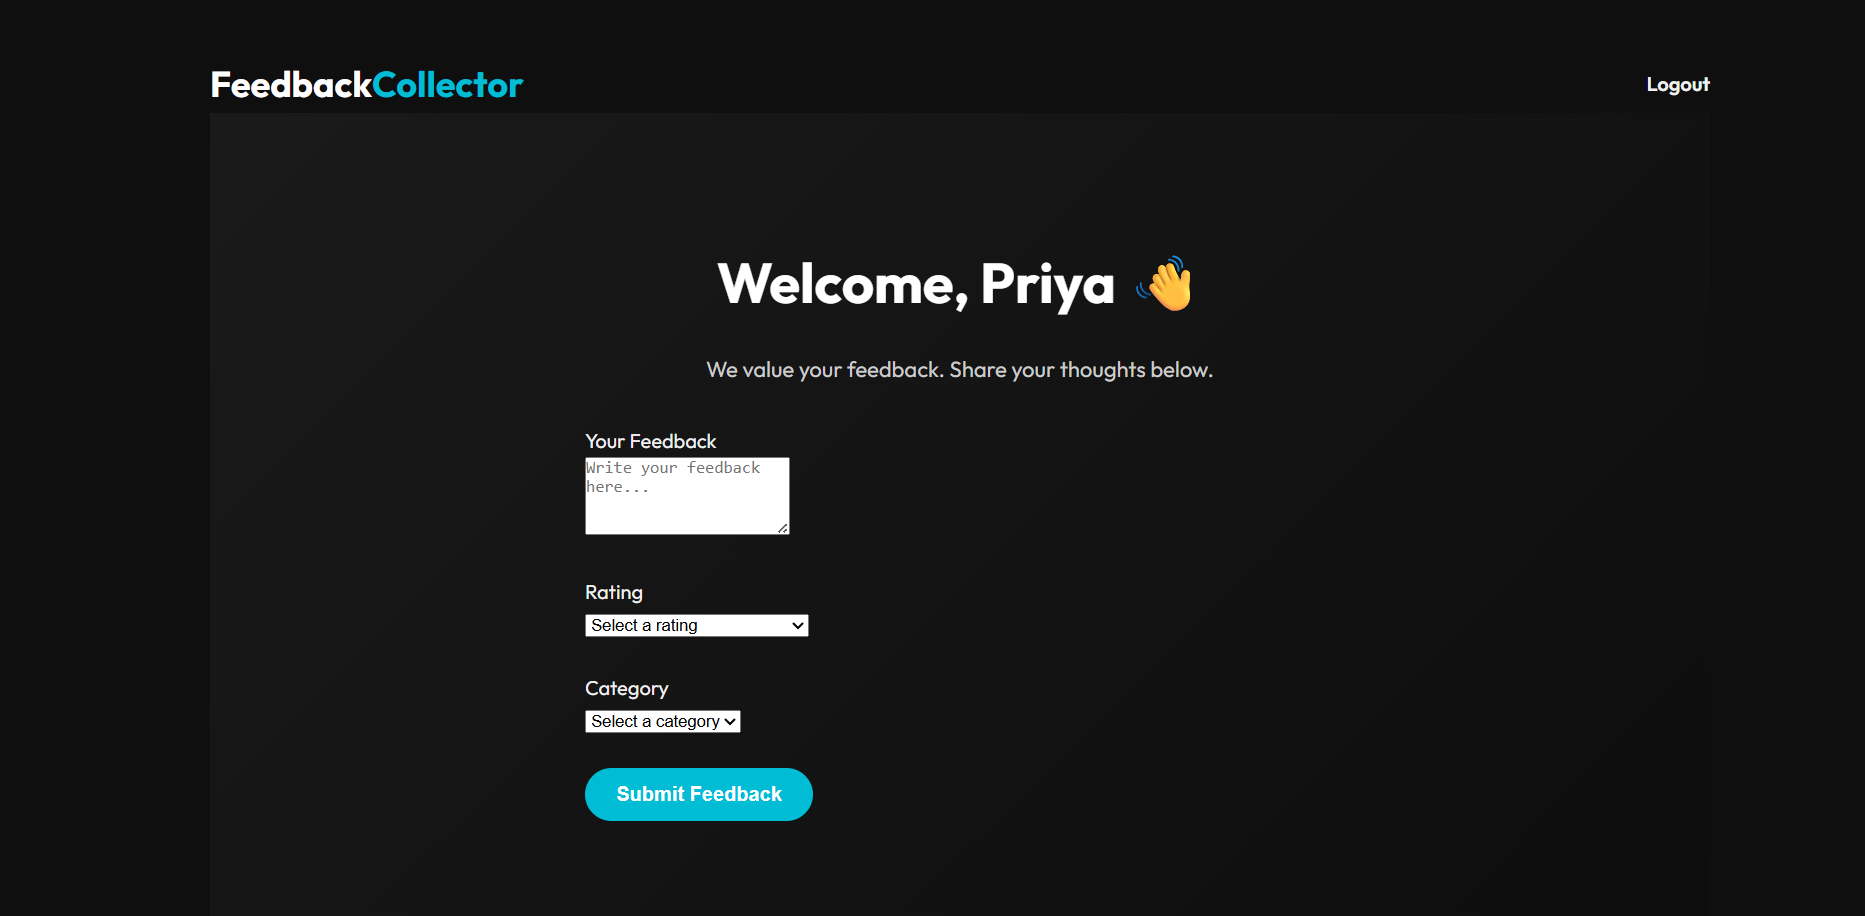 FeedbackCollector
Logout
Welcome, Priya 👋
We value your feedback. Share your thoughts below.
Your Feedback
Write your feedback
here...
Rating
Select a rating
Category
Select a category
Submit Feedback